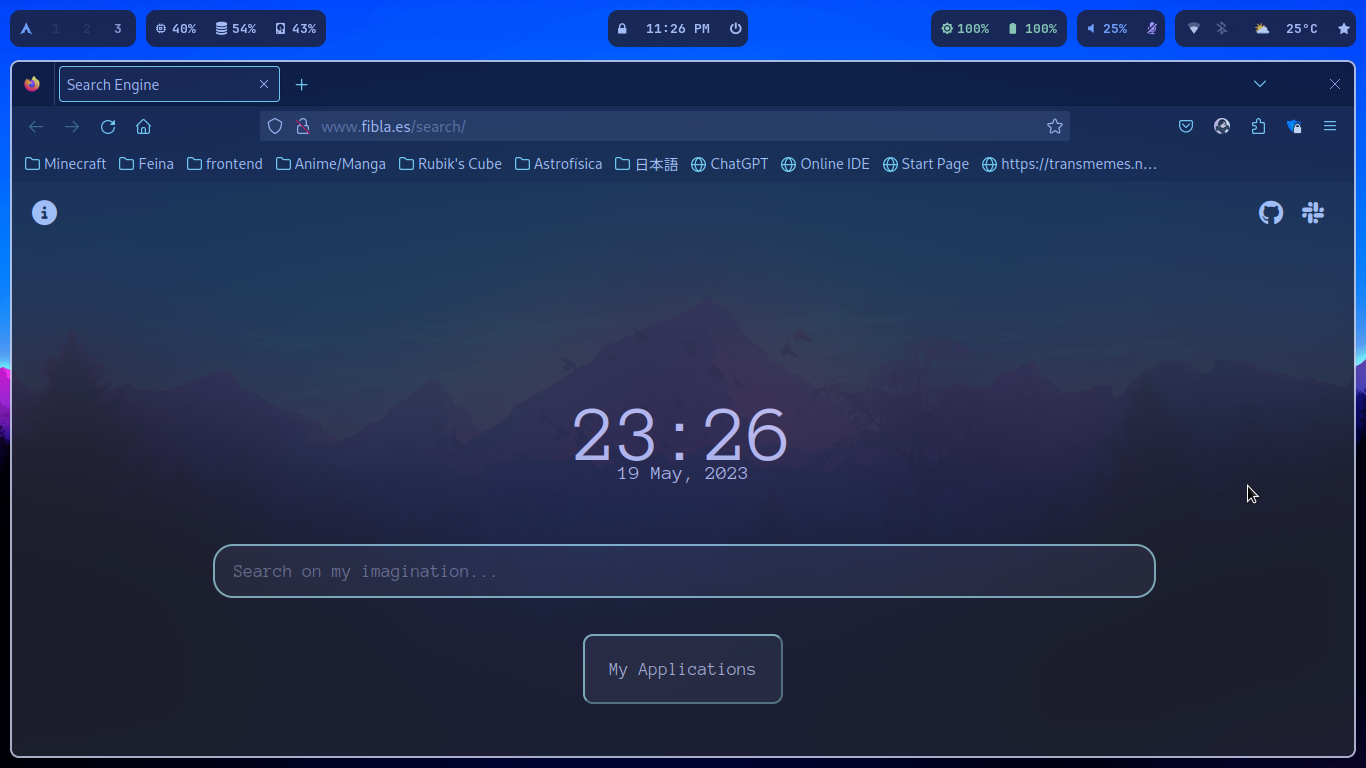 1 2 3 40% 54% 43% 11:26 PM 100% 100% 25% 25°C
Search Engine
www.fibla.es/search/
Minecraft Feina frontend Anime/Manga Rubik's Cube Astrofísica 日本語 ChatGPT Online IDE Start Page https://transmemes.n...
23:26
19 May, 2023
Search on my imagination...
My Applications